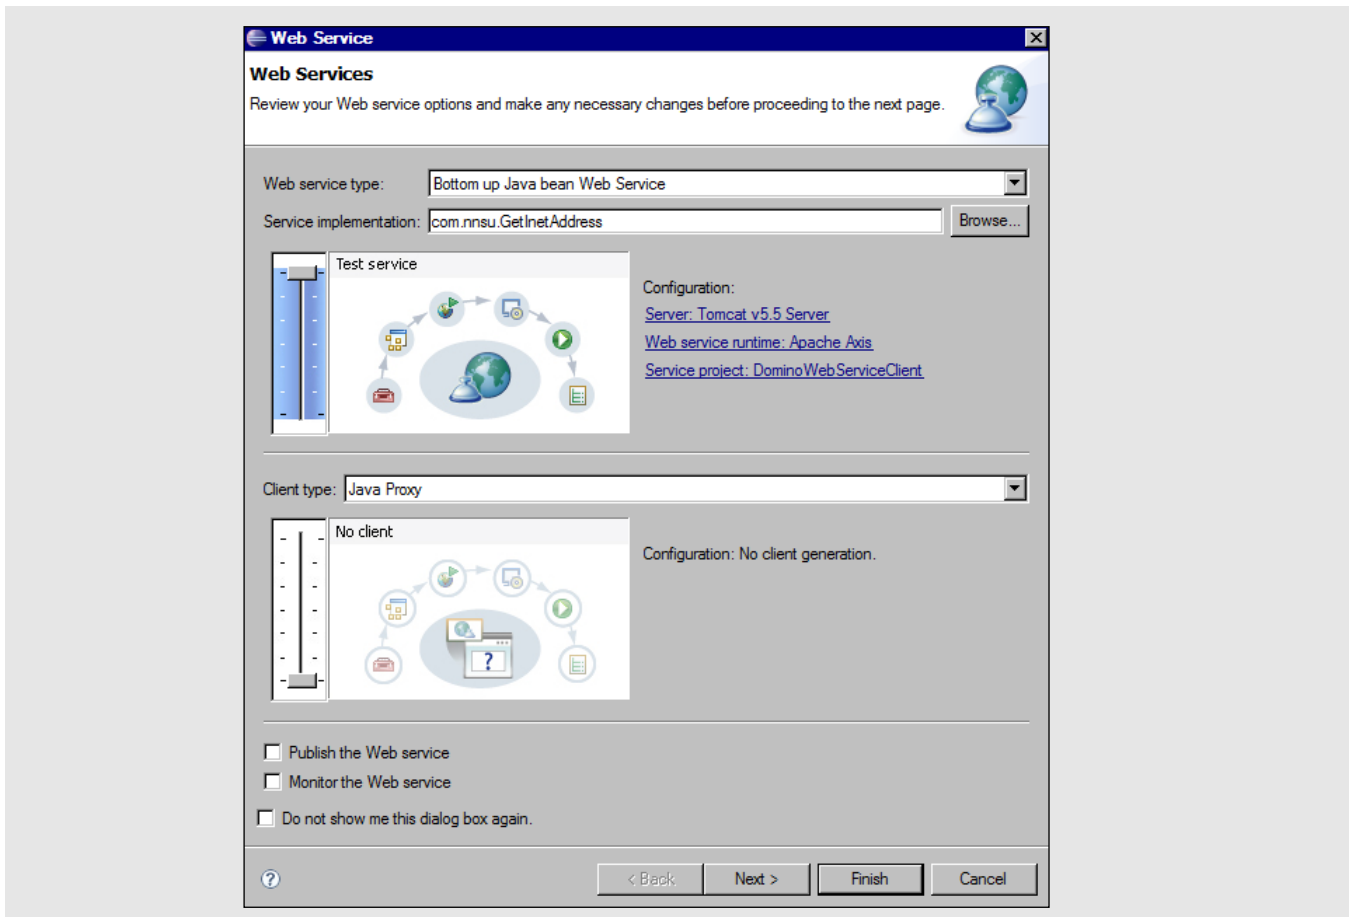 Web Service
Web Services
Review your Web service options and make any necessary changes before proceeding to the next page.
Web service type: Bottom up Java bean Web Service
Service implementation: com.nnsu.GetInetAddress Browse...
Test service
Configuration:
Server: Tomcat v5.5 Server
Web service runtime: Apache Axis
Service project: DominoWebServiceClient
Client type: Java Proxy
No client
Configuration: No client generation.
?
Publish the Web service
Monitor the Web service
Do not show me this dialog box again.
? < Back Next > Finish Cancel